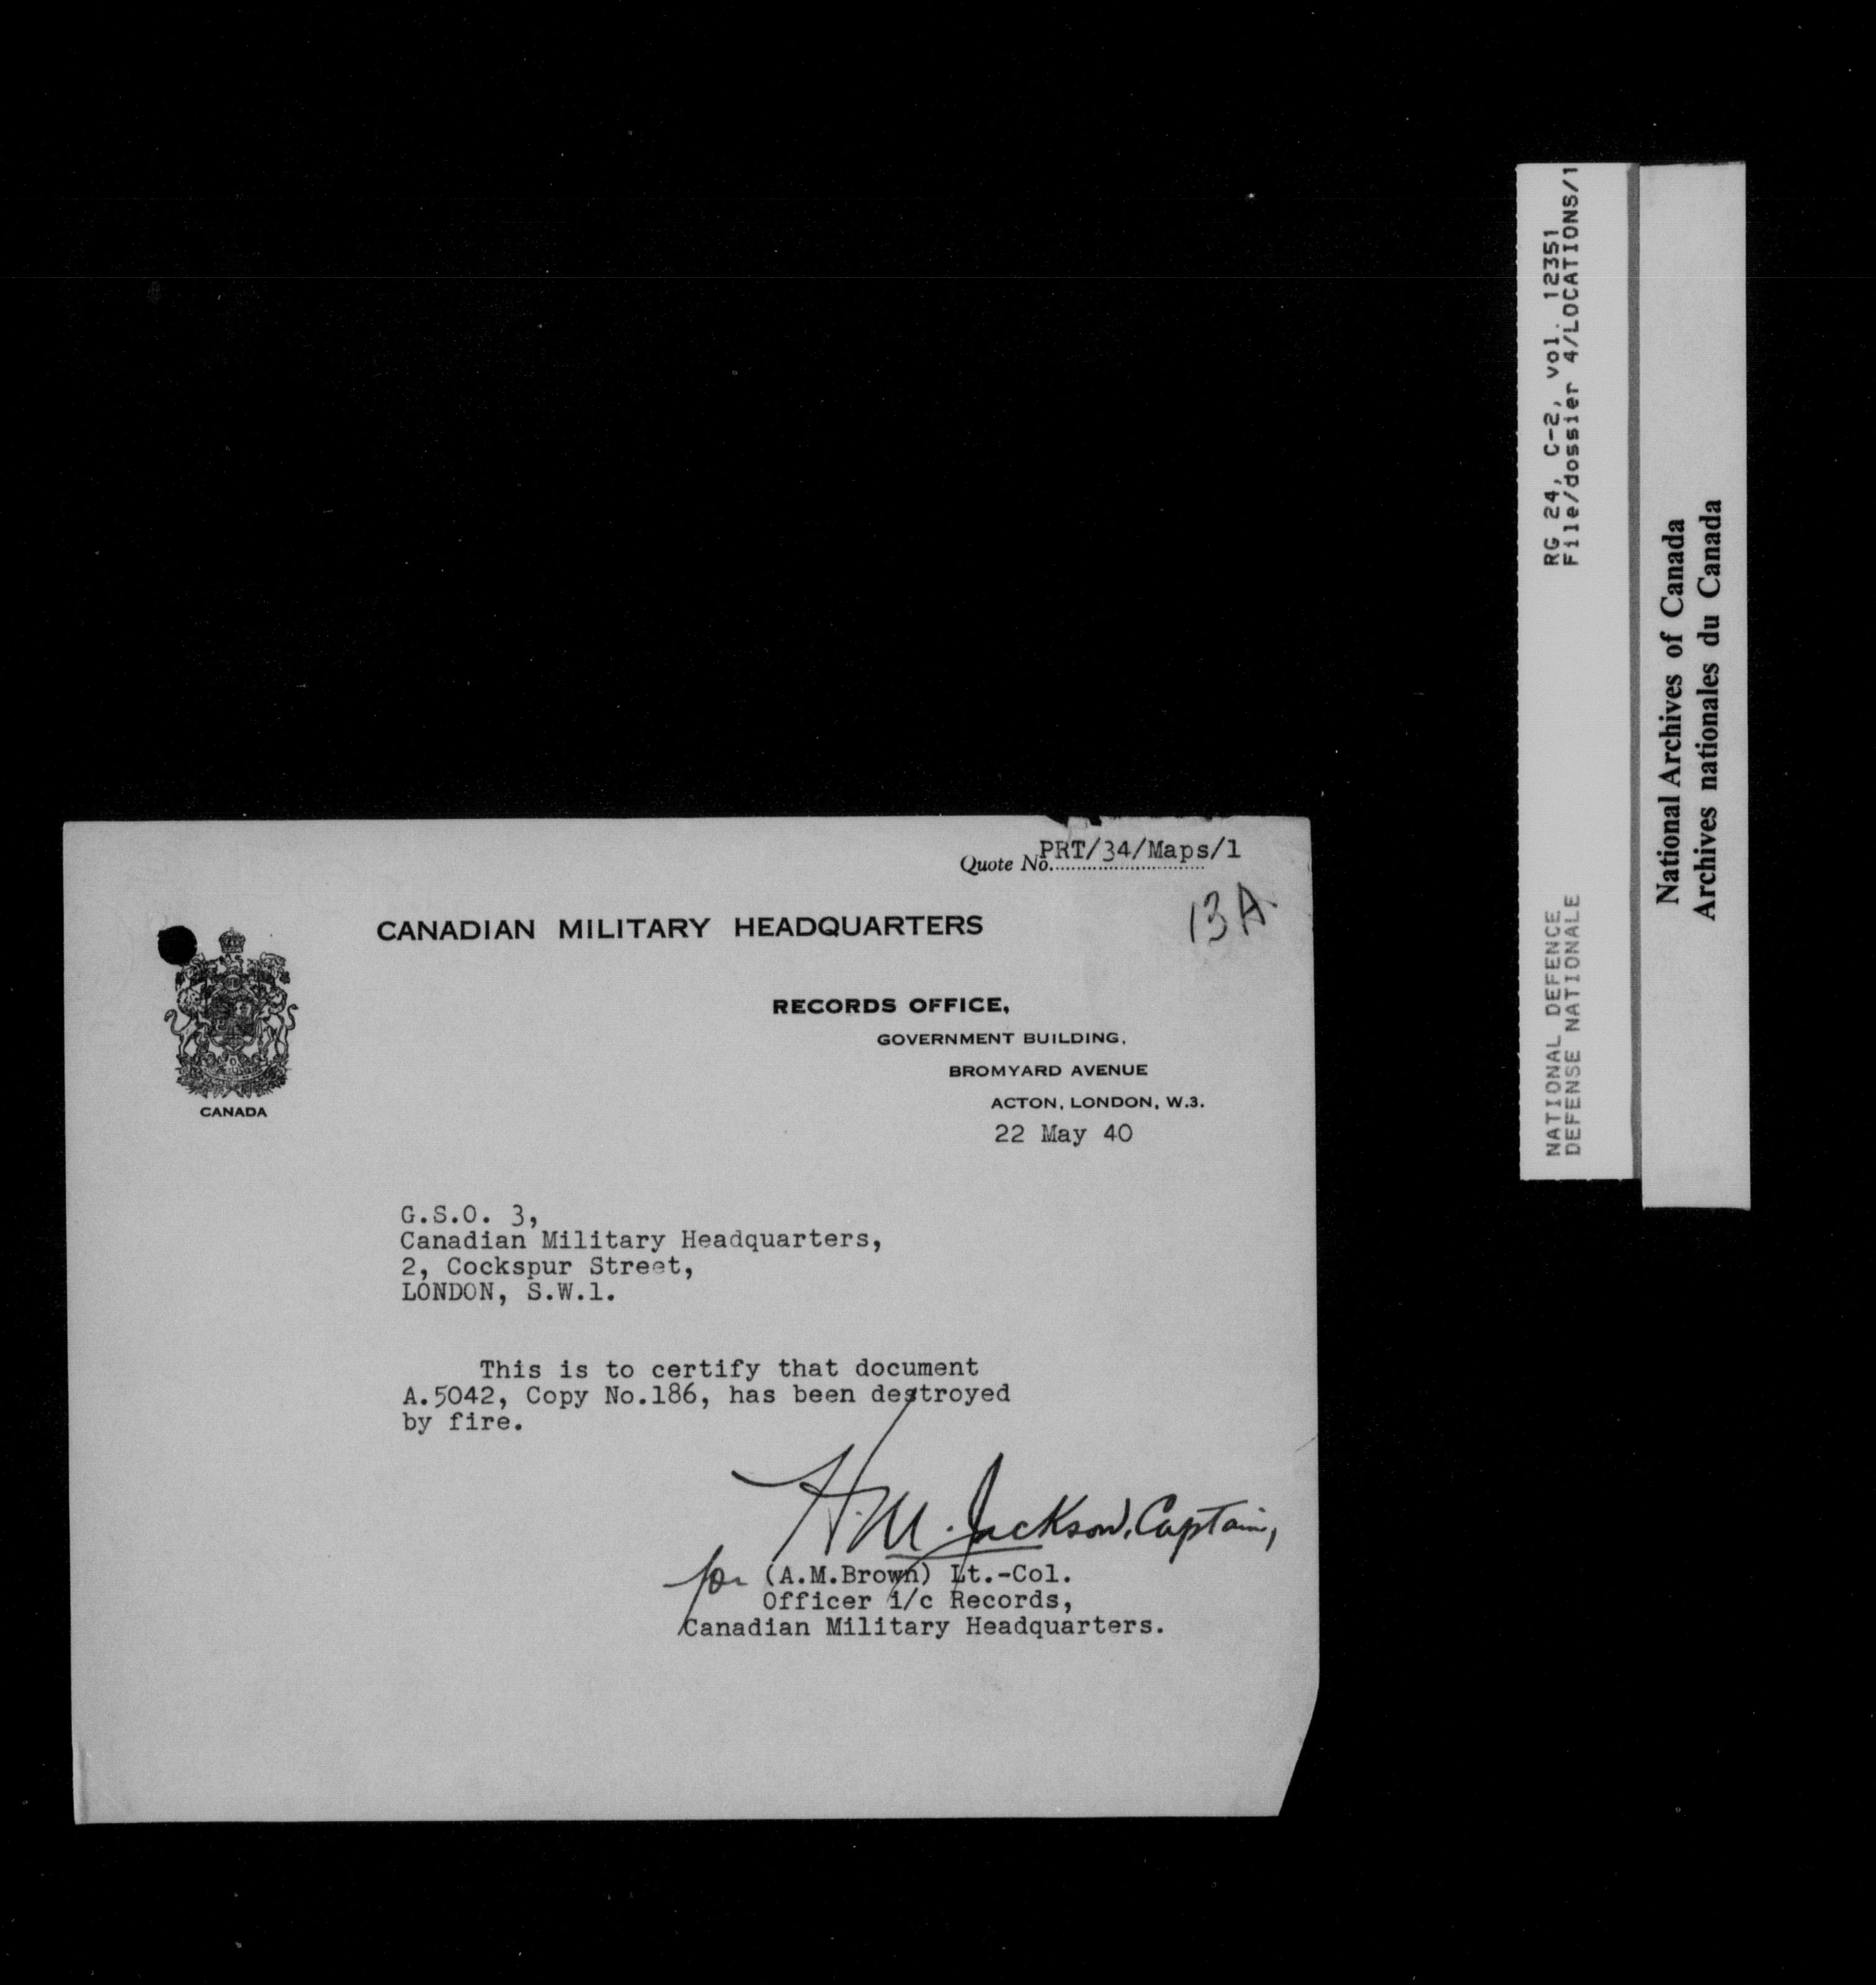 Quote No. PRT/34/Maps/1
13A
CANADIAN MILITARY HEADQUARTERS
CANADA
RECORDS OFFICE,
GOVERNMENT BUILDING,
BROMYARD AVENUE
ACTON, LONDON, W.3.
22 May 40
G.S.O. 3,
Canadian Military Headquarters,
2, Cockspur Street,
LONDON, S.W.1.
This is to certify that document
A.5042, Copy No.186, has been destroyed
by fire.
H.M. Jackson, Captain,
for (A.M.Brown) Lt.-Col.
Officer i/c Records,
Canadian Military Headquarters.
NATIONAL DEFENCE RG 24, C-2, vol. 12351
DEFENSE NATIONALE File/dossier 4/LOCATIONS/1
National Archives of Canada
Archives nationales du Canada